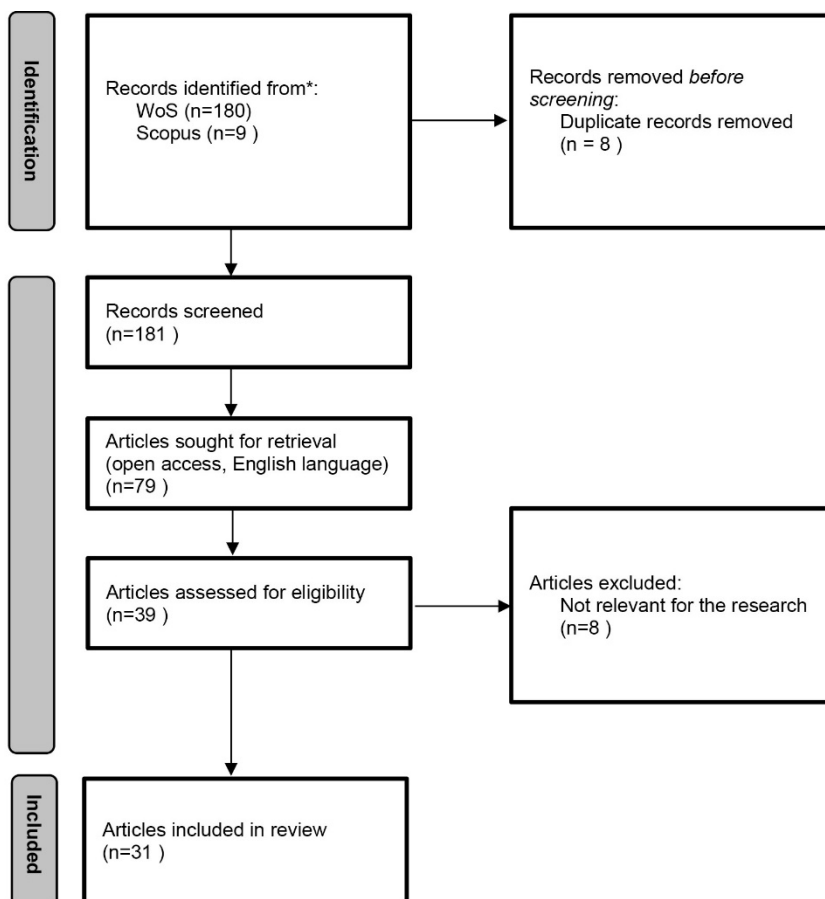 Identification
Records identified from*:
WoS (n=180)
Scopus (n=9 )
Records removed before
screening:
Duplicate records removed
(n = 8 )
Records screened
(n=181 )
Articles sought for retrieval
(open access, English language)
(n=79 )
Articles assessed for eligibility
(n=39 )
Articles excluded:
Not relevant for the research
(n=8 )
Included
Articles included in review
(n=31 )